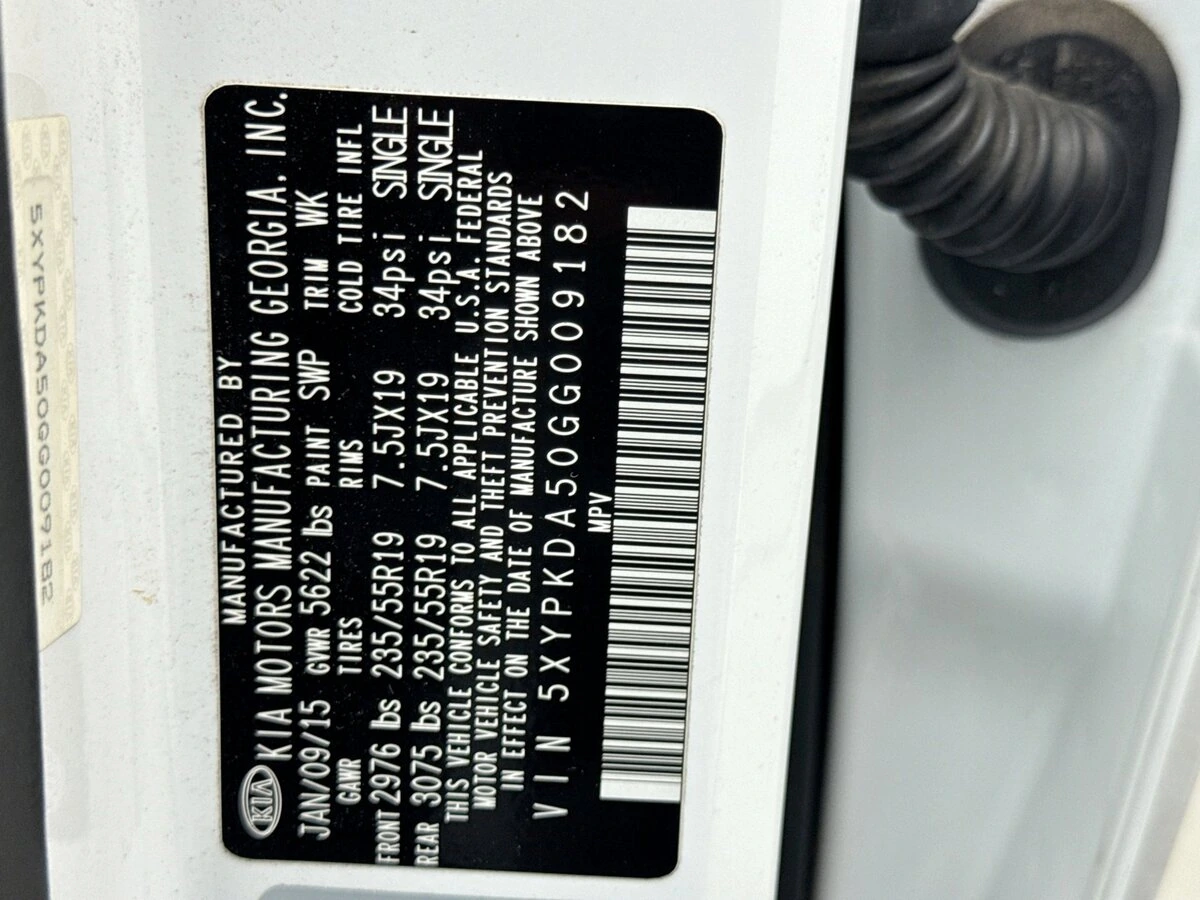 5XYPKDA50GG009182
MANUFACTURED BY
KIA KIA MOTORS MANUFACTURING GEORGIA, INC.
JAN/09/15 GVWR 5622 lbs PAINT SWP TRIM WK
GAWR TIRES RIMS COLD TIRE INFL
FRONT 2976 lbs 235/55R19 7.5JX19 34psi SINGLE
REAR 3075 lbs 235/55R19 7.5JX19 34psi SINGLE
THIS VEHICLE CONFORMS TO ALL APPLICABLE U.S.A. FEDERAL
MOTOR VEHICLE SAFETY AND THEFT PREVENTION STANDARDS
IN EFFECT ON THE DATE OF MANUFACTURE SHOWN ABOVE
VIN 5XYPKDA50GG009182
MPV